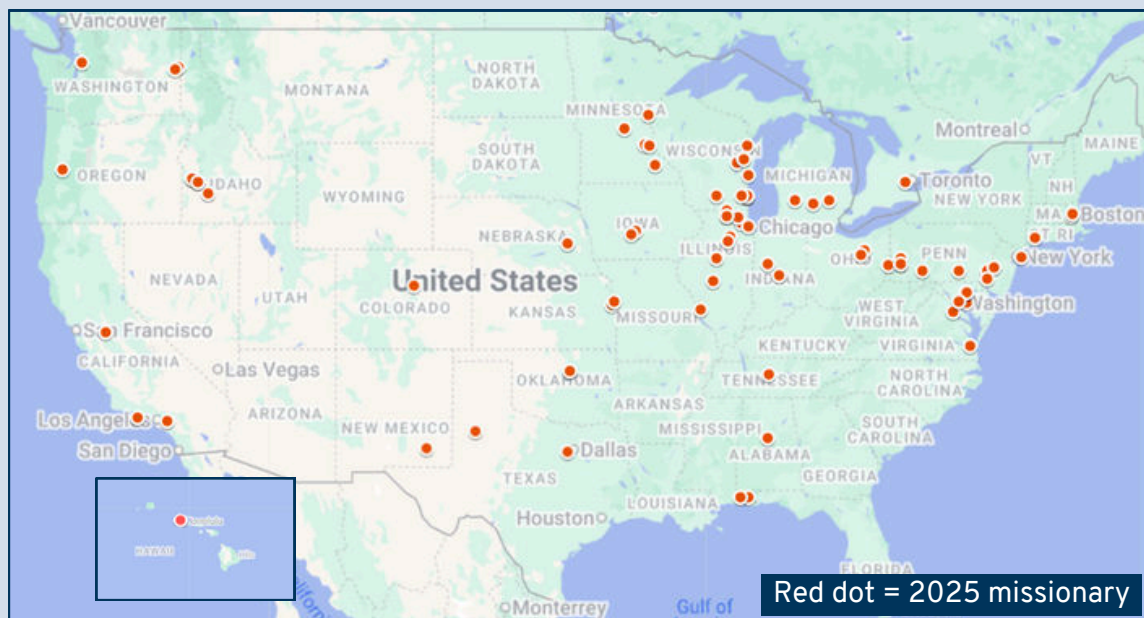 Vancouver
WASHINGTON
MONTANA
NORTH
DAKOTA
MINNESOTA
Montreal
MAINE
OREGON
IDAHO
SOUTH
DAKOTA
WISCONSIN
MICHIGAN
Toronto
VT
NH
NEW YORK
WYOMING
MA
Boston
CT RI
NEBRASKA
IOWA
Chicago
ILLINOIS
INDIANA
OHIO
PENN
New York
NEVADA
UTAH
United States
COLORADO
KANSAS
MISSOURI
WEST
VIRGINIA
Washington
San Francisco
CALIFORNIA
KENTUCKY
VIRGINIA
Las Vegas
OKLAHOMA
TENNESSEE
NORTH
CAROLINA
ARKANSAS
Los Angeles
ARIZONA
NEW MEXICO
MISSISSIPPI
SOUTH
CAROLINA
San Diego
Dallas
ALABAMA
TEXAS
GEORGIA
LOUISIANA
Houston
Honolulu
HAWAII
Hilo
FLORIDA
Monterrey
Gulf of
Red dot = 2025 missionary